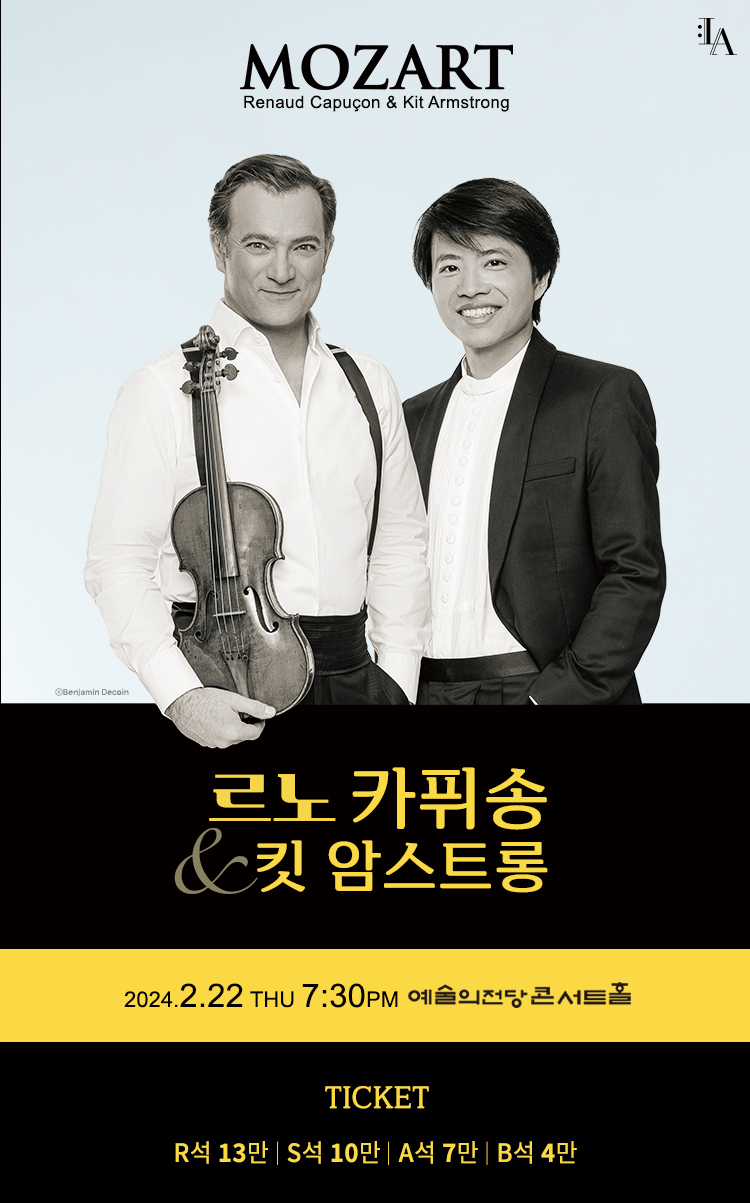 IA
MOZART
Renaud Capuçon & Kit Armstrong
ⓒBenjamin Decoin
르노 카퓌송
& 킷 암스트롱
2024.2.22 THU 7:30PM 예술의전당 콘서트홀
TICKET
R석 13만 | S석 10만 | A석 7만 | B석 4만